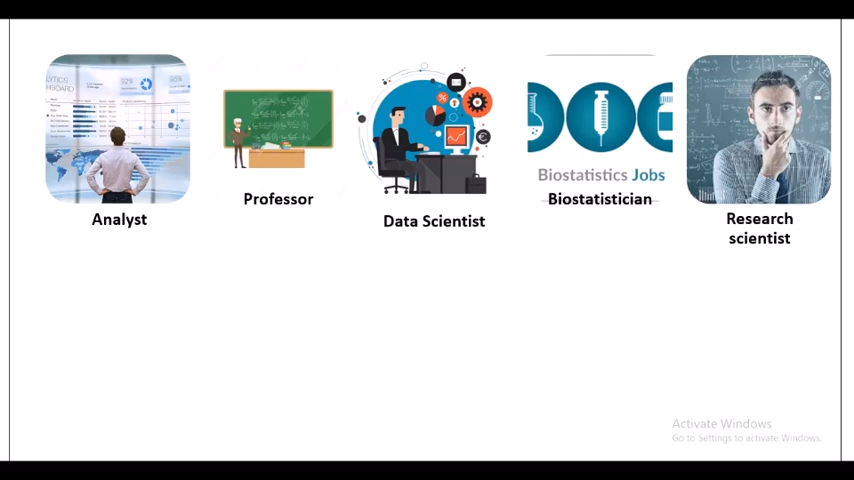 Analyst
Professor
Data Scientist
Biostatistics Jobs
Biostatistician
Research
scientist
Activate Windows
Go to Settings to activate Windows.